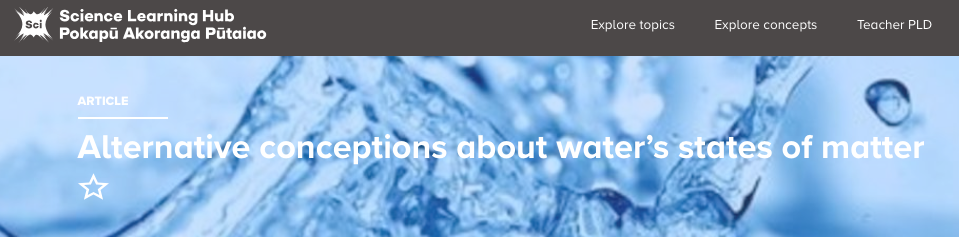 Sci
Science Learning Hub
Pokapū Akoranga Pūtaiao
Explore topics
Explore concepts
Teacher PLD
ARTICLE
Alternative conceptions about water’s states of matter